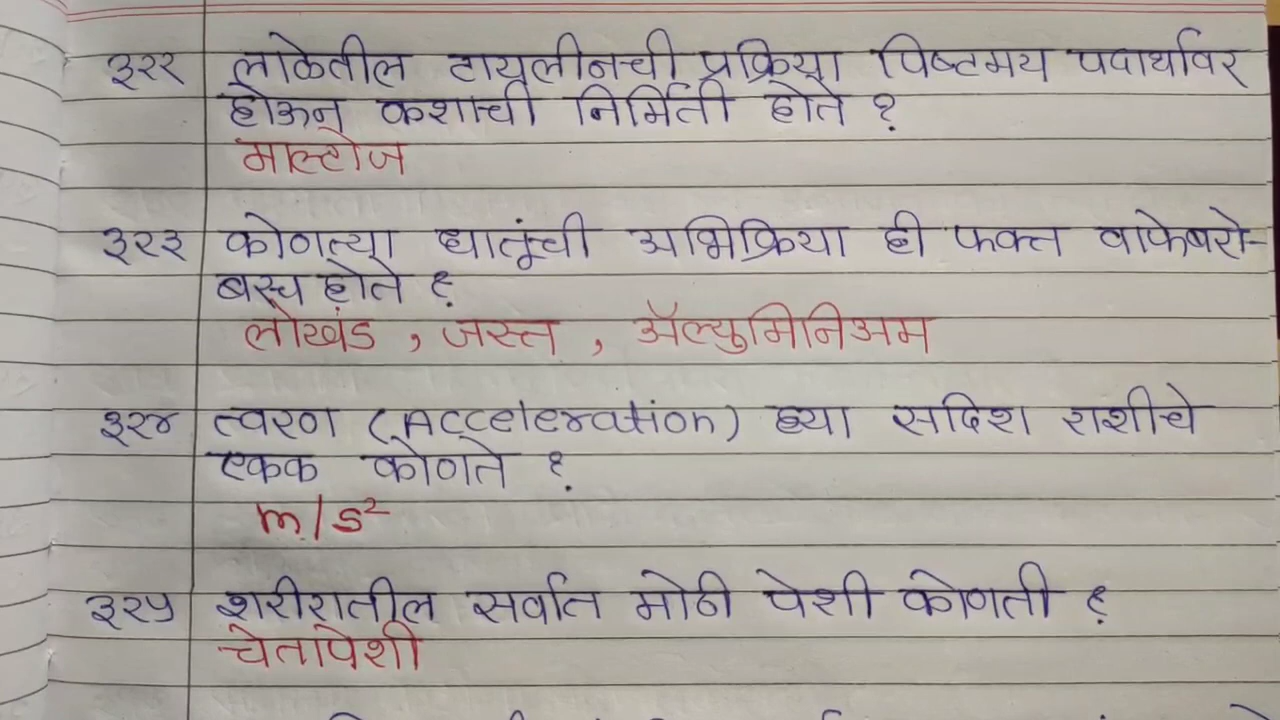 ३२२ लाळेतील टायलीनची प्रक्रिया पिष्टमय पदार्थावर
होऊन कशाची निर्मिती होते ?
माल्टोज
३२३ कोणत्या धातूंची अभिक्रिया ही फक्त वाफेबरो-
बरच होते ?
लोखंड , जस्त , ॲल्युमिनिअम
३२४ त्वरण (Acceleration) ह्या सदिश राशीचे
एकक कोणते ?
m/s²
३२५ शरीरातील सर्वात मोठी पेशी कोणती ?
चेतापेशी